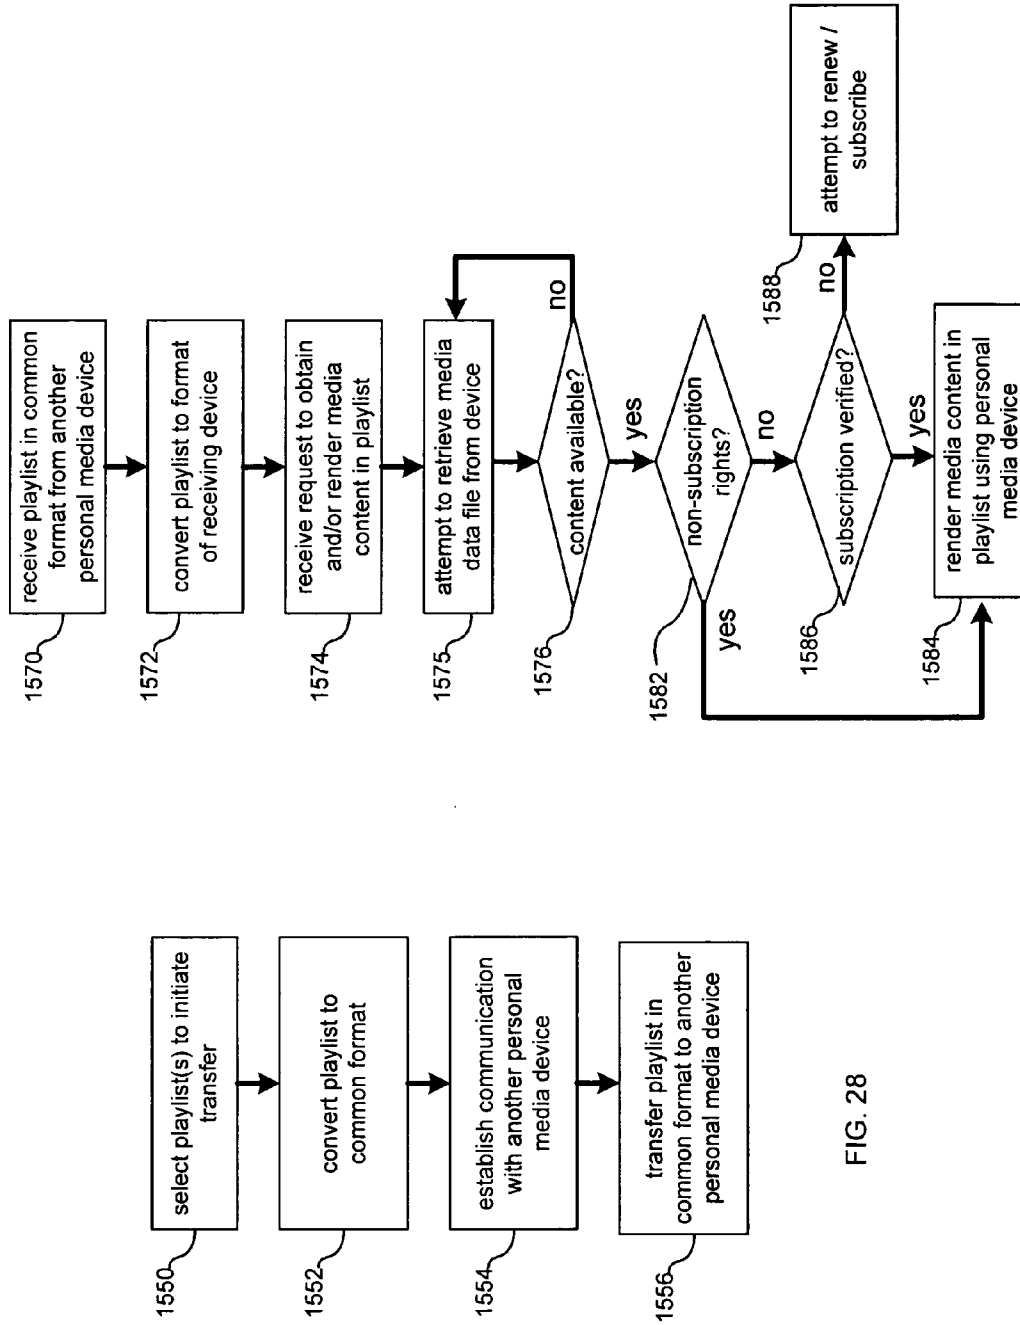 1550
select playlist(s) to initiate
transfer
1552
convert playlist to
common format
1554
establish communication
with another personal
media device
1556
transfer playlist in
common format to another
personal media device
FIG. 28
1570
receive playlist in common
format from another
personal media device
1572
convert playlist to format
of receiving device
1574
receive request to obtain
and/or render media
content in playlist
1575
attempt to retrieve media
data file from device
1576
content available?
no
yes
1582
non-subscription
rights?
yes
no
1586
subscription verified?
no
yes
1588
attempt to renew /
subscribe
1584
render media content in
playlist using personal
media device